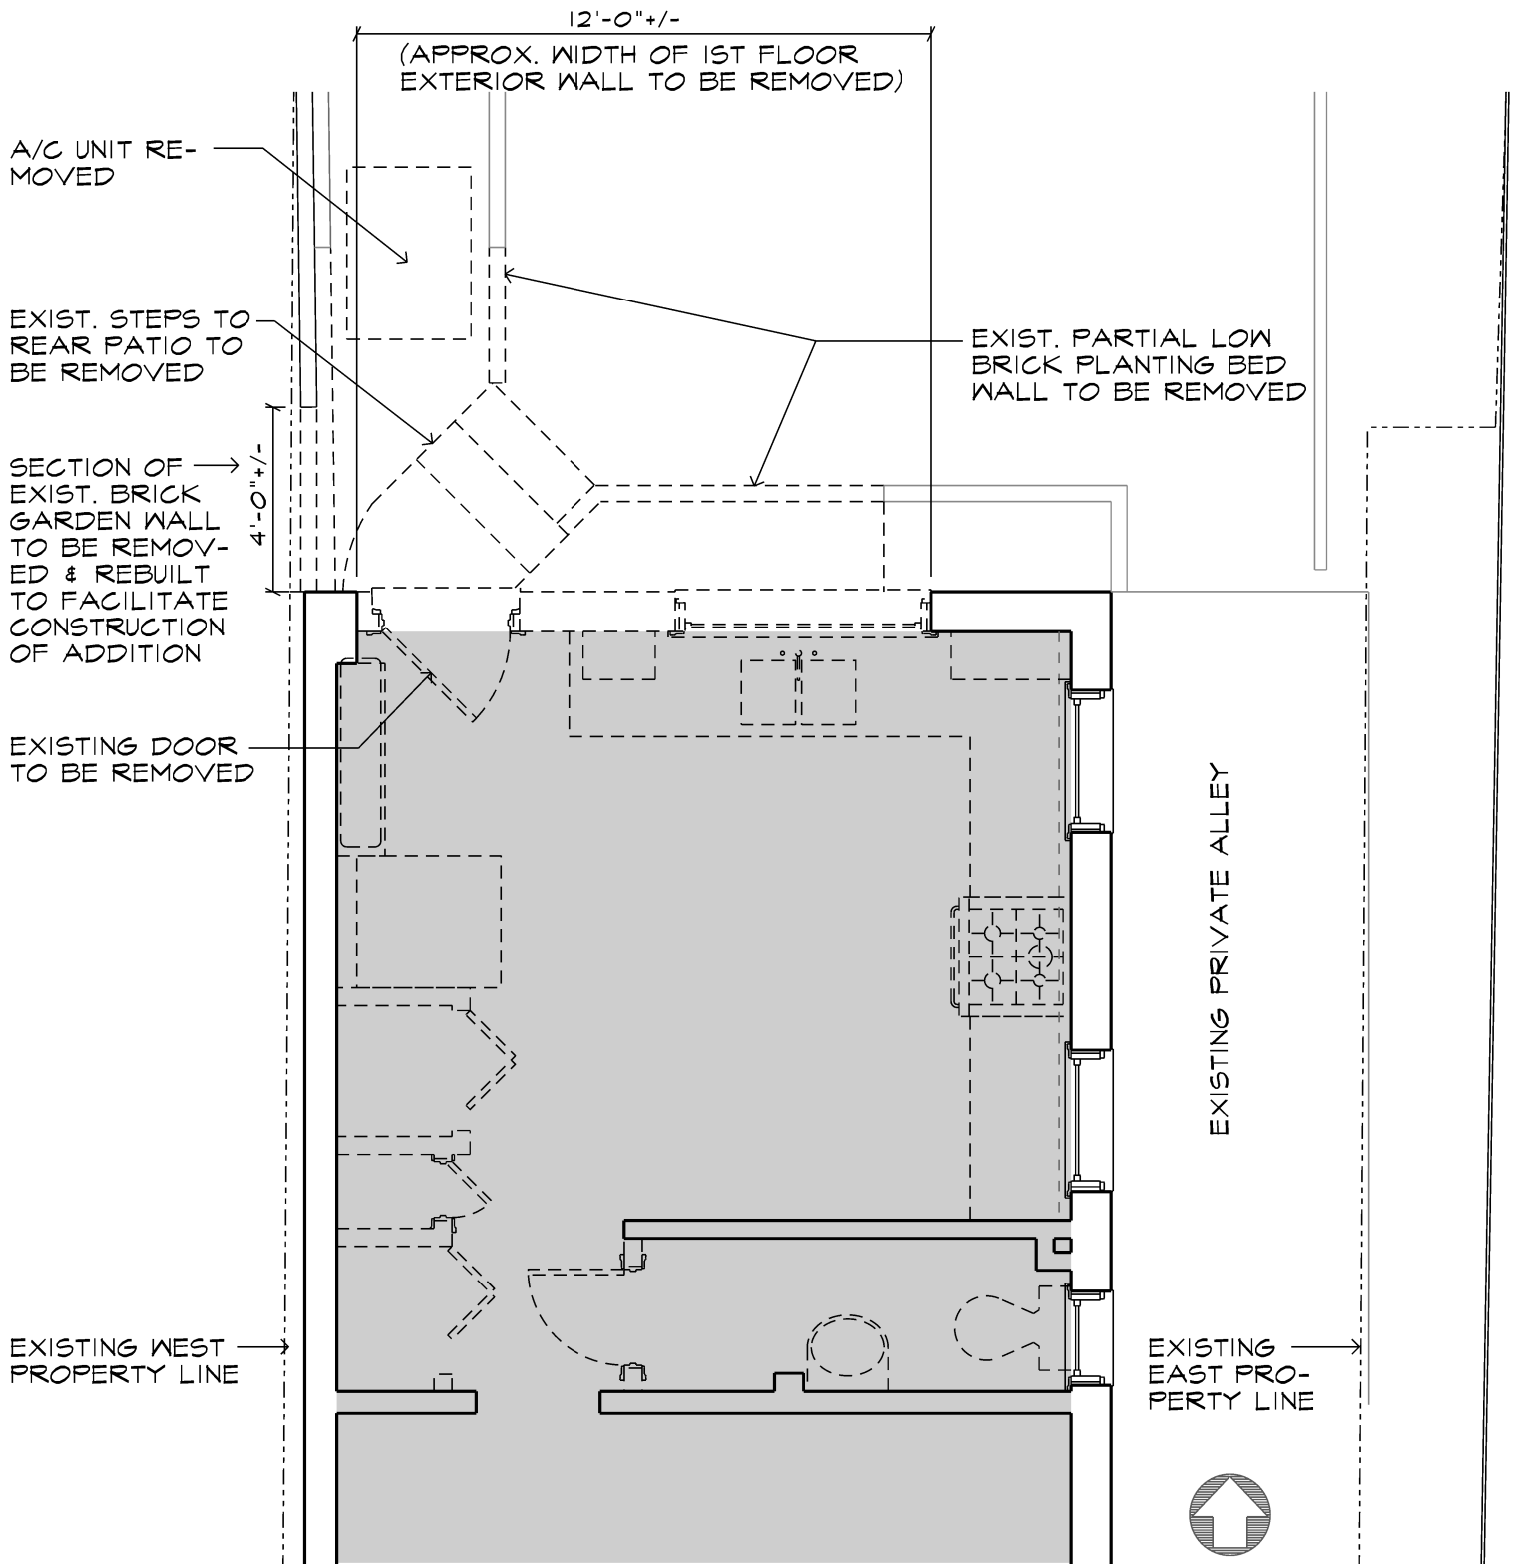 12'-0"+/-
(APPROX. WIDTH OF 1ST FLOOR
EXTERIOR WALL TO BE REMOVED)
A/C UNIT RE-
MOVED
EXIST. STEPS TO
REAR PATIO TO
BE REMOVED
EXIST. PARTIAL LOW
BRICK PLANTING BED
WALL TO BE REMOVED
SECTION OF
EXIST. BRICK
GARDEN WALL
TO BE REMOV-
ED & REBUILT
TO FACILITATE
CONSTRUCTION
OF ADDITION
4'-0"+/-
EXISTING DOOR
TO BE REMOVED
EXISTING PRIVATE ALLEY
EXISTING WEST
PROPERTY LINE
EXISTING
EAST PRO-
PERTY LINE